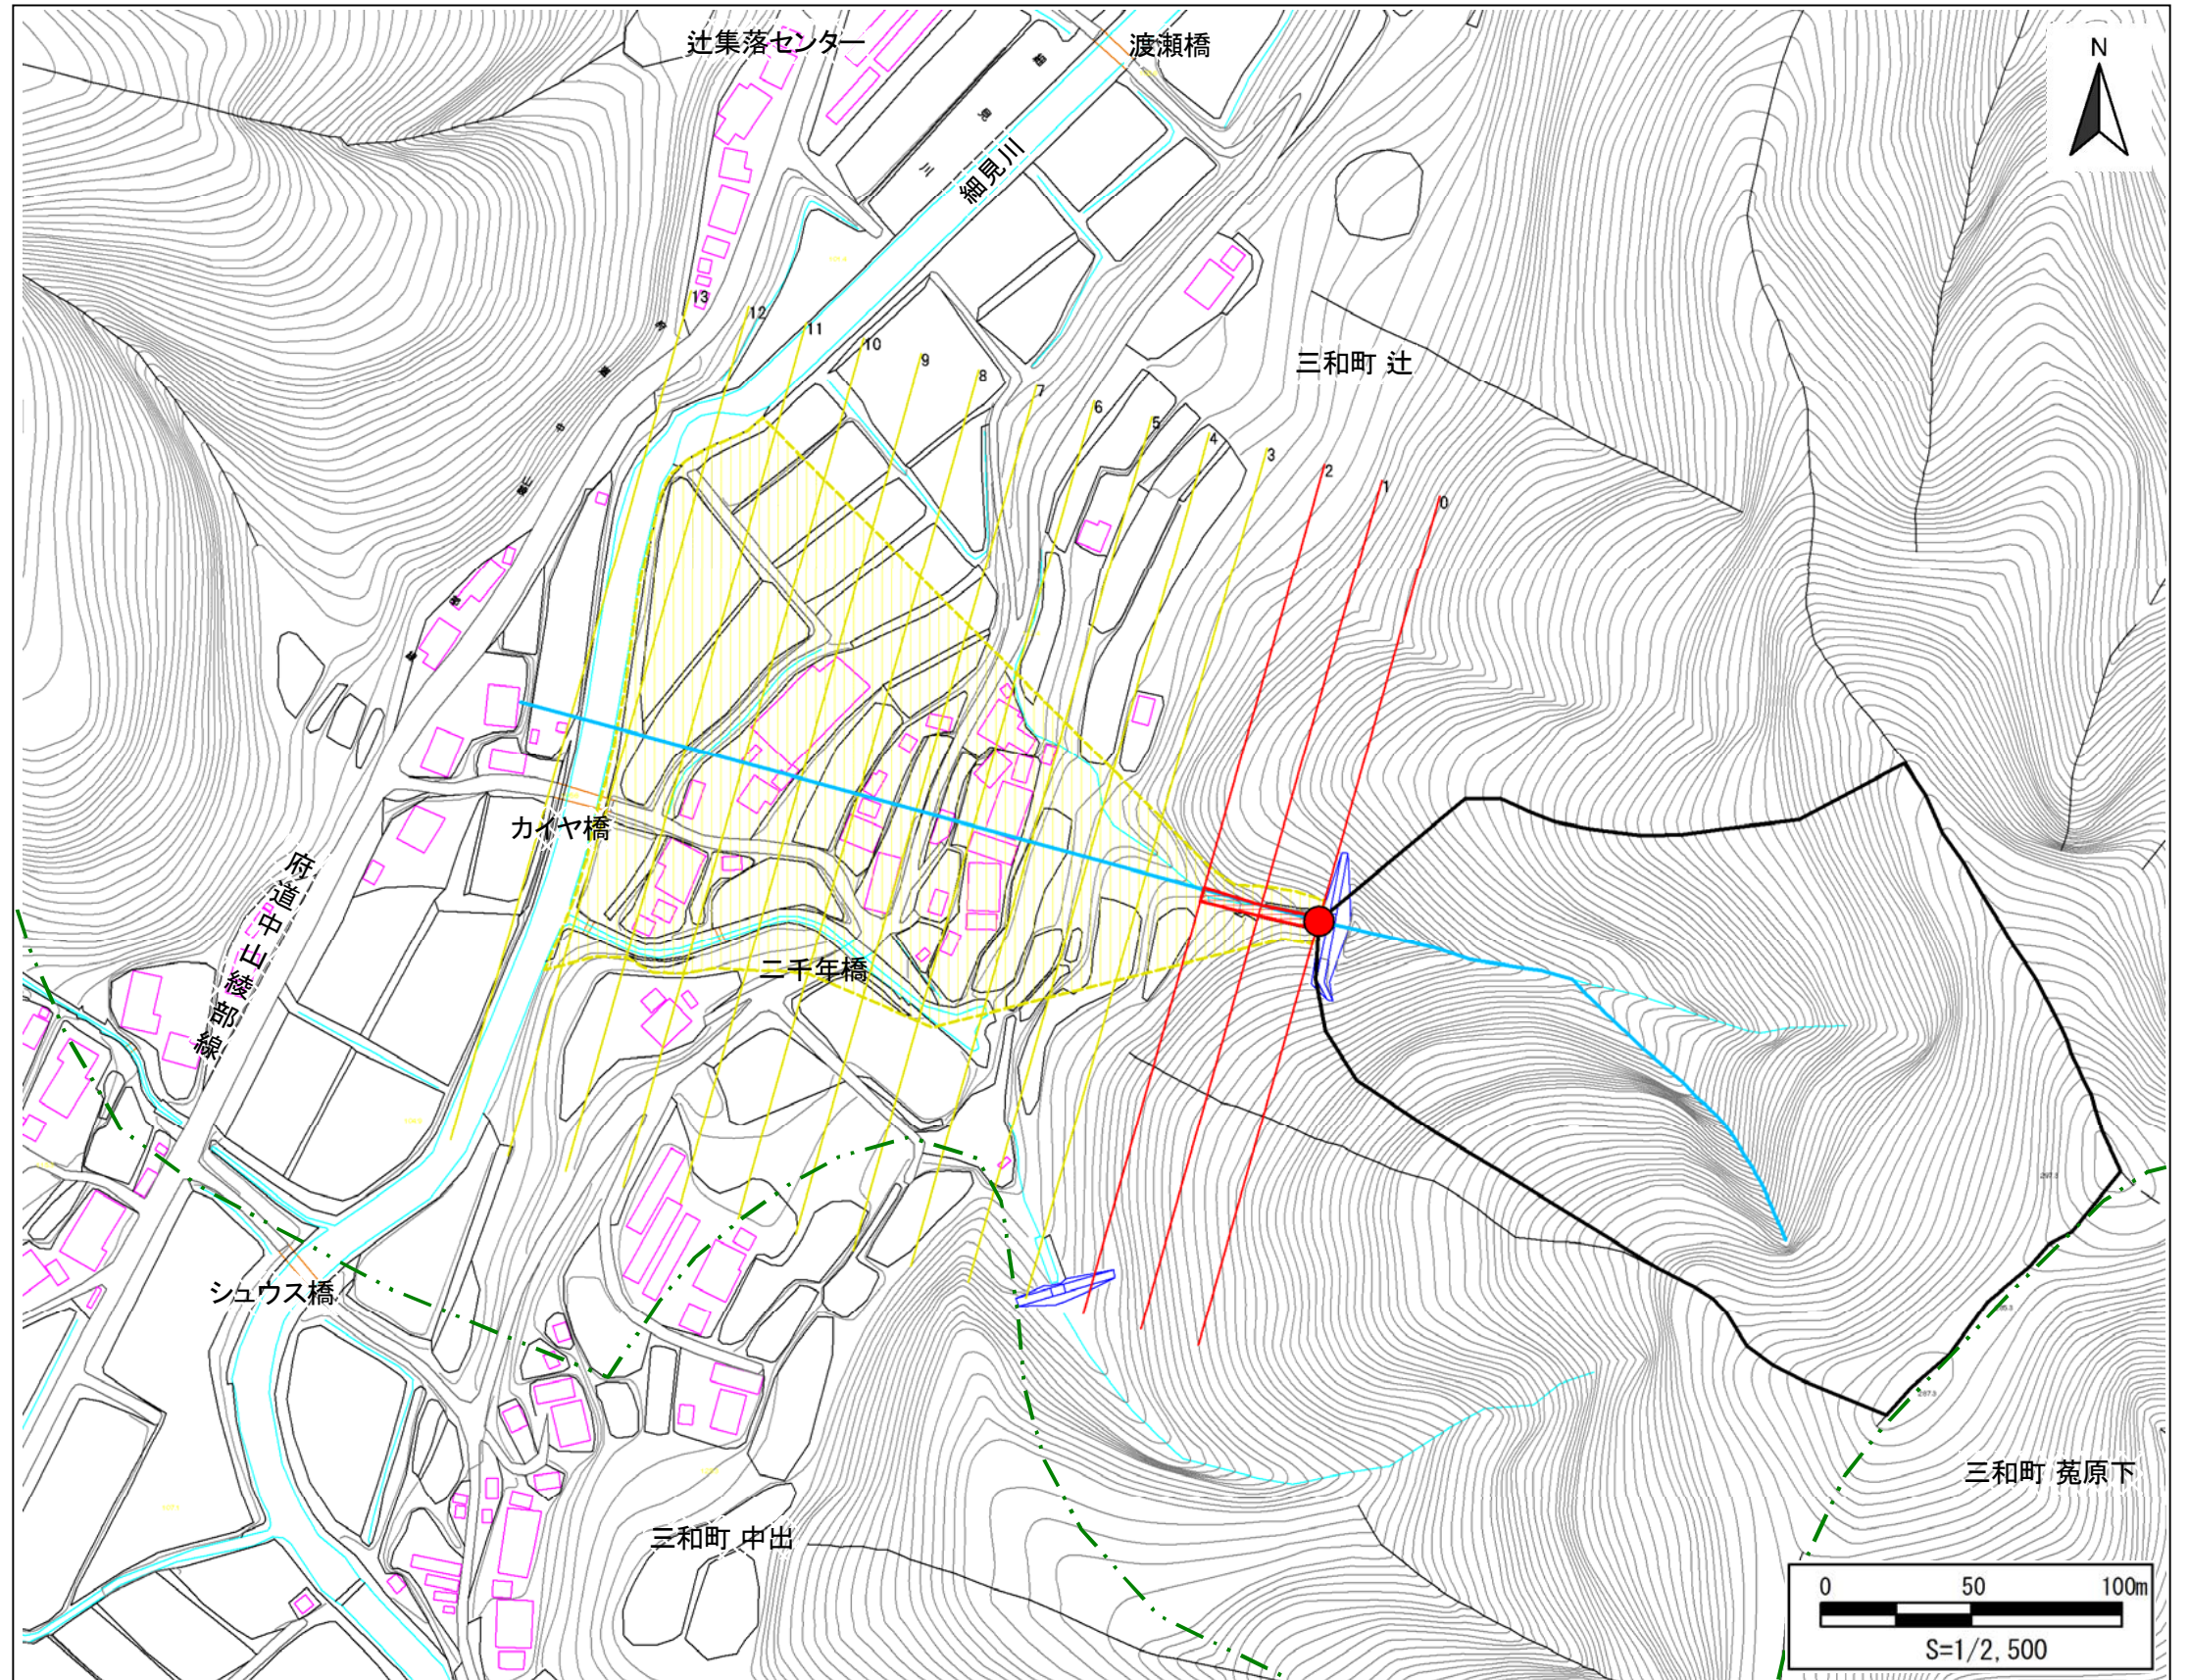 辻集落センター
渡瀬橋
N
細見川
13
12
11
10
9
8
7
6
5
4
3
2
1
0
三和町 辻
カイヤ橋
府道中山綾部線
二千年橋
シュウス橋
三和町 中出
三和町 菟原下
0 50 100m
S=1/2,500